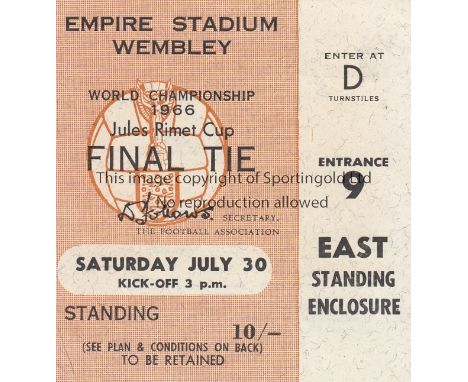 EMPIRE STADIUM
WEMBLEY
WORLD CHAMPIONSHIP
1966
Jules Rimet Cup
FINAL TIE
This image copyright of Sportingold Ltd
No reproduction allowed
SECRETARY.
THE FOOTBALL ASSOCIATION
SATURDAY JULY 30
KICK-OFF 3 p.m.
STANDING
10/-
(SEE PLAN & CONDITIONS ON BACK)
TO BE RETAINED
ENTER AT
D
TURNSTILES
ENTRANCE
9
EAST
STANDING
ENCLOSURE